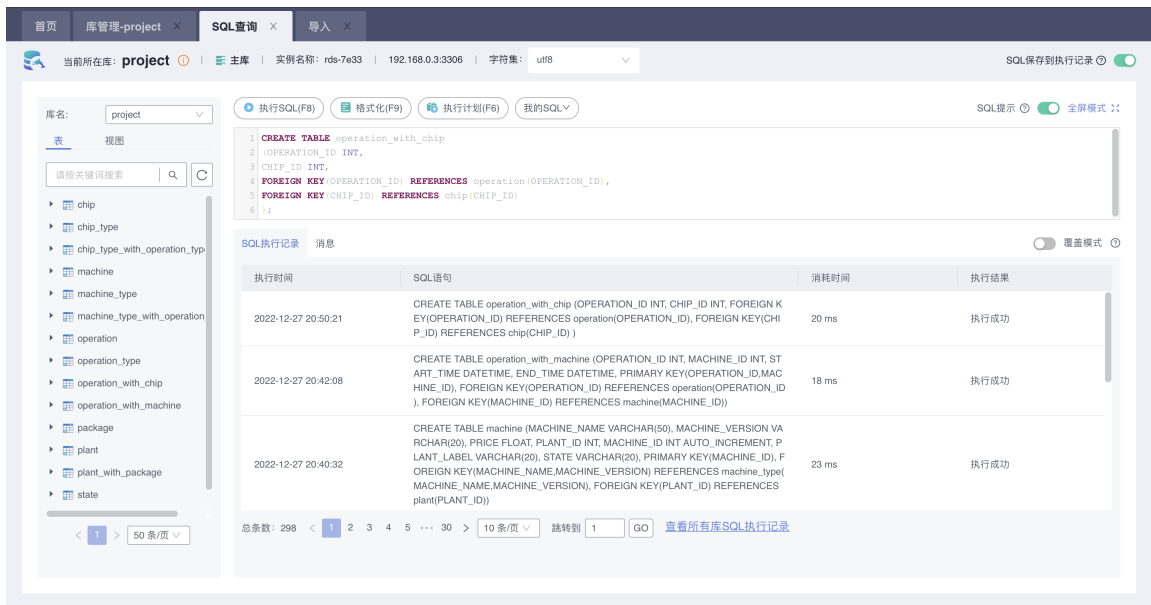 首页 库管理-project × SQL查询 × 导入 ×
当前所在库: project 主库 | 实例名称: rds-7e33 | 192.168.0.3:3306 | 字符集: utf8 SQL保存到执行记录
库名: project
表 视图
请按关键词搜索
chip
chip_type
chip_type_with_operation_type
machine
machine_type
machine_type_with_operation
operation
operation_type
operation_with_chip
operation_with_machine
package
plant
plant_with_package
state
< 1 > 50 条/页
执行SQL(F8) 格式化(F9) 执行计划(F6) 我的SQL SQL提示 全屏模式
1 CREATE TABLE operation_with_chip
2 (OPERATION_ID INT,
3 CHIP_ID INT,
4 FOREIGN KEY(OPERATION_ID) REFERENCES operation(OPERATION_ID),
5 FOREIGN KEY(CHIP_ID) REFERENCES chip(CHIP_ID)
6 );
SQL执行记录 消息 覆盖模式
执行时间 SQL语句 消耗时间 执行结果
CREATE TABLE operation_with_chip (OPERATION_ID INT, CHIP_ID INT, FOREIGN K
2022-12-27 20:50:21 EY(OPERATION_ID) REFERENCES operation(OPERATION_ID), FOREIGN KEY(CHI 20 ms 执行成功
P_ID) REFERENCES chip(CHIP_ID) )
CREATE TABLE operation_with_machine (OPERATION_ID INT, MACHINE_ID INT, ST
ART_TIME DATETIME, END_TIME DATETIME, PRIMARY KEY(OPERATION_ID,MAC
2022-12-27 20:42:08 18 ms 执行成功
HINE_ID), FOREIGN KEY(OPERATION_ID) REFERENCES operation(OPERATION_ID
), FOREIGN KEY(MACHINE_ID) REFERENCES machine(MACHINE_ID))
CREATE TABLE machine (MACHINE_NAME VARCHAR(50), MACHINE_VERSION VA
RCHAR(20), PRICE FLOAT, PLANT_ID INT, MACHINE_ID INT AUTO_INCREMENT, P
LANT_LABEL VARCHAR(20), STATE VARCHAR(20), PRIMARY KEY(MACHINE_ID), F
2022-12-27 20:40:32 23 ms 执行成功
OREIGN KEY(MACHINE_NAME,MACHINE_VERSION) REFERENCES machine_type(
MACHINE_NAME,MACHINE_VERSION), FOREIGN KEY(PLANT_ID) REFERENCES
plant(PLANT_ID))
总条数: 298 < 1 2 3 4 5 ··· 30 > 10 条/页 跳转到 1 GO 查看所有库SQL执行记录